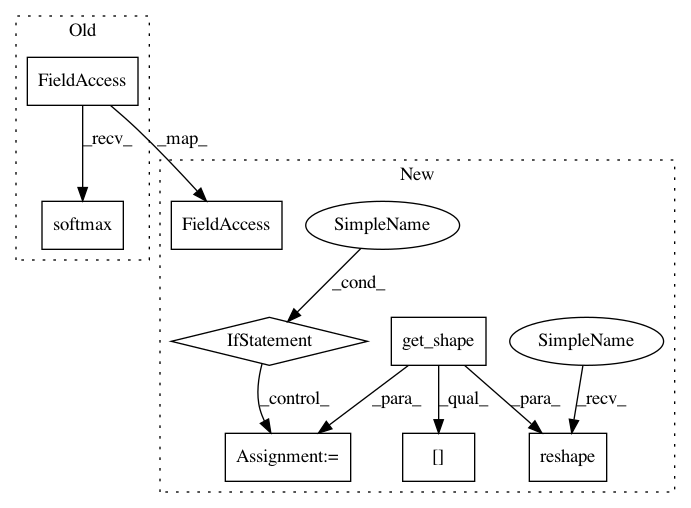 Old
FieldAccess
_recv_
_map_
New
softmax
FieldAccess
SimpleName
_cond_
IfStatement
get_shape
SimpleName
_control_
_para_
_qual_
_para_
_recv_
Assignment:=
[]
reshape